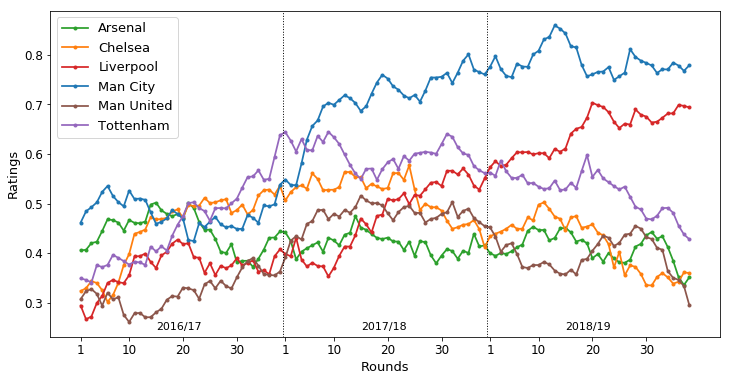 Arsenal
Chelsea
Liverpool
Man City
Man United
Tottenham
Ratings
0.8
0.7
0.6
0.5
0.4
0.3
2016/17
2017/18
2018/19
1 10 20 30 1 10 20 30 1 10 20 30
Rounds